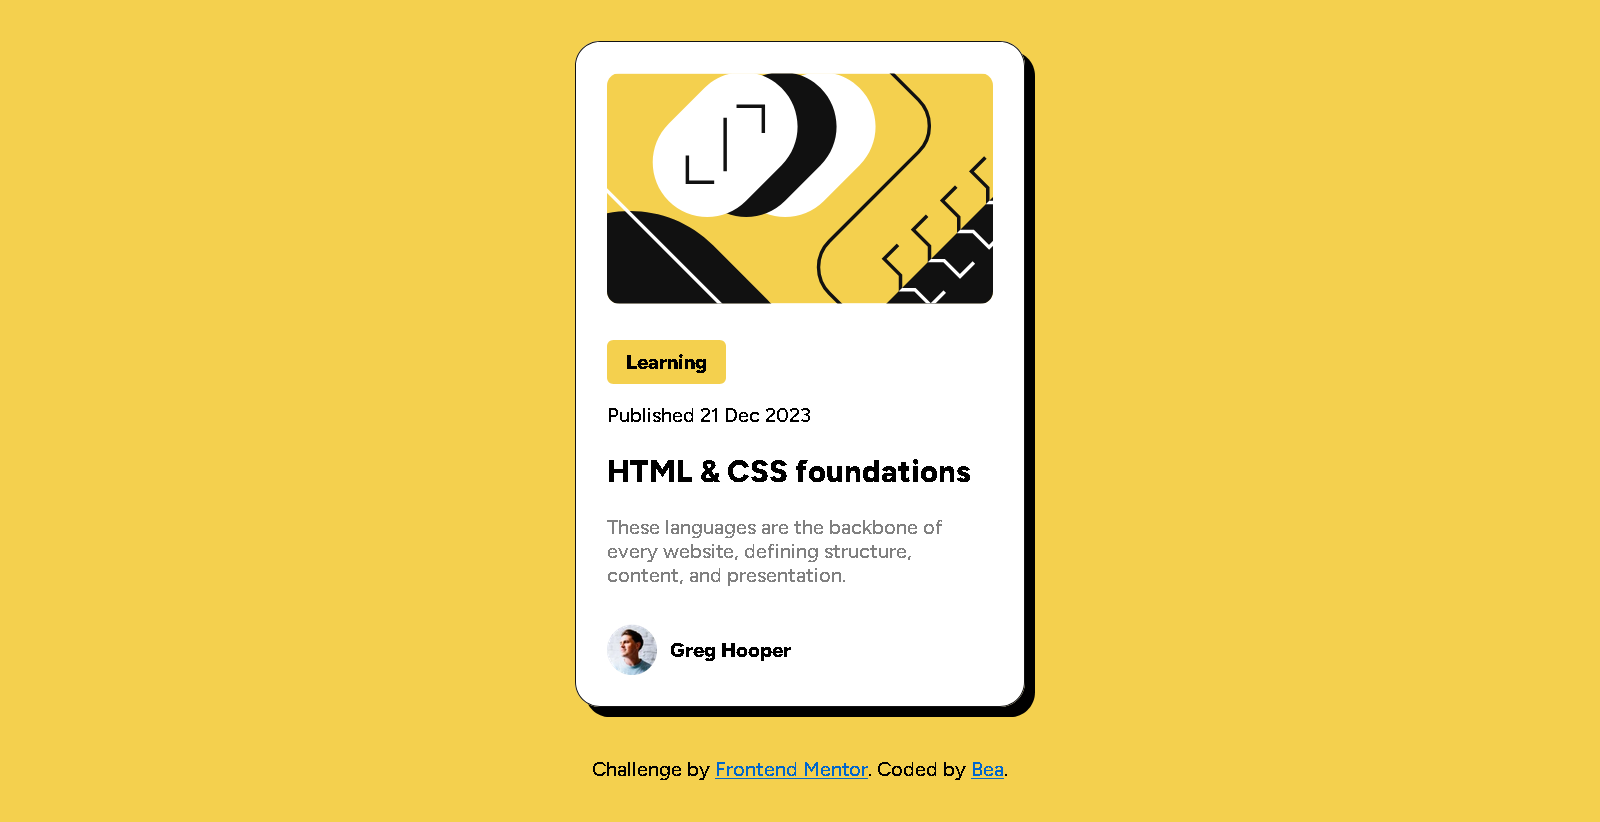 Learning
Published 21 Dec 2023
HTML & CSS foundations
These languages are the backbone of
every website, defining structure,
content, and presentation.
Greg Hooper
Challenge by Frontend Mentor. Coded by Bea.